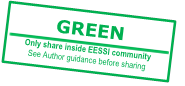 GREEN
Only share inside EESSI community
See Author guidance before sharing.